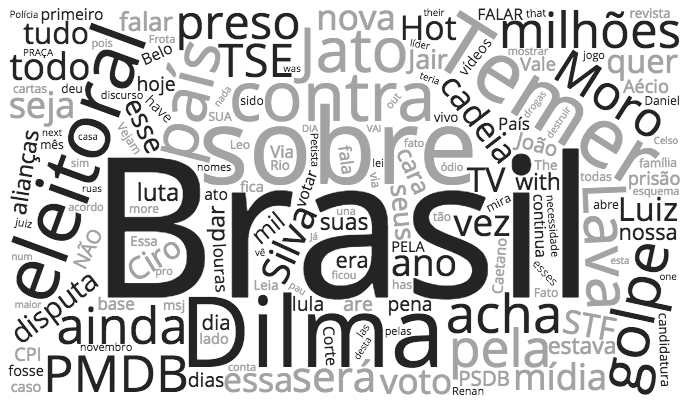 Polícia
primeiro
Frota
falar
preso
nova
Hot
their
FALAR
that
milhões
revista
tudo
PRAÇA
pois
Belo
TSE
Jato
Jair
líder
vídeos
mostrar
jogo
quer
todo
cartas
deu
discurso
hoje
was
país
contra
teria
Temer
Vale
Aécio
seja
Vejam
esse
have
nada
sido
SUA
out
vivo
cadeia
drogas
destruir
Moro
Daniel
next
mês
casa
eleitoral
Leo
DIA
VAI
fato
País
João
Celso
alianças
sim
nomes
Via
Rio
Petista
fala
lei
via
cara
ódio
The
família
prisão
juiz
ruas
acordo
luta
ato
fica
votar
sobre
TV
with
todas
esquema
NÃO
more
Brasil
mil
uma
suas
seus
tão
mira
necessidade
abre
Luiz
num
Essa
Ciro
pro
houve
dar
vê
Já
Silva
era
PELA
vez
continua
Lava
nossa
maior
disputa
base
msj
Leia
pau
ficou
ano
has
Caetano
esses
Fato
esta
one
ainda
dia
lado
Dilma
lula
are
pena
acha
STF
golpe
candidatura
CPI
novembro
Corte
las
desta
pelas
pela
estava
fosse
caso
PMDB
dias
conta
essa
será
voto
Renan
PSDB
mídia